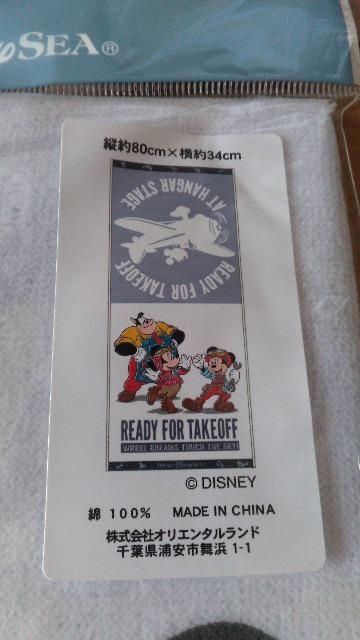 SEA®
縦約80cm×横約34cm
READY FOR TAKEOFF
AT HANGAR STAGE
READY FOR TAKEOFF
WHERE DREAMS TOUCH THE SKY!
Tokyo DisneySEA
© DISNEY
綿 100% MADE IN CHINA
株式会社オリエンタルランド
千葉県浦安市舞浜 1-1